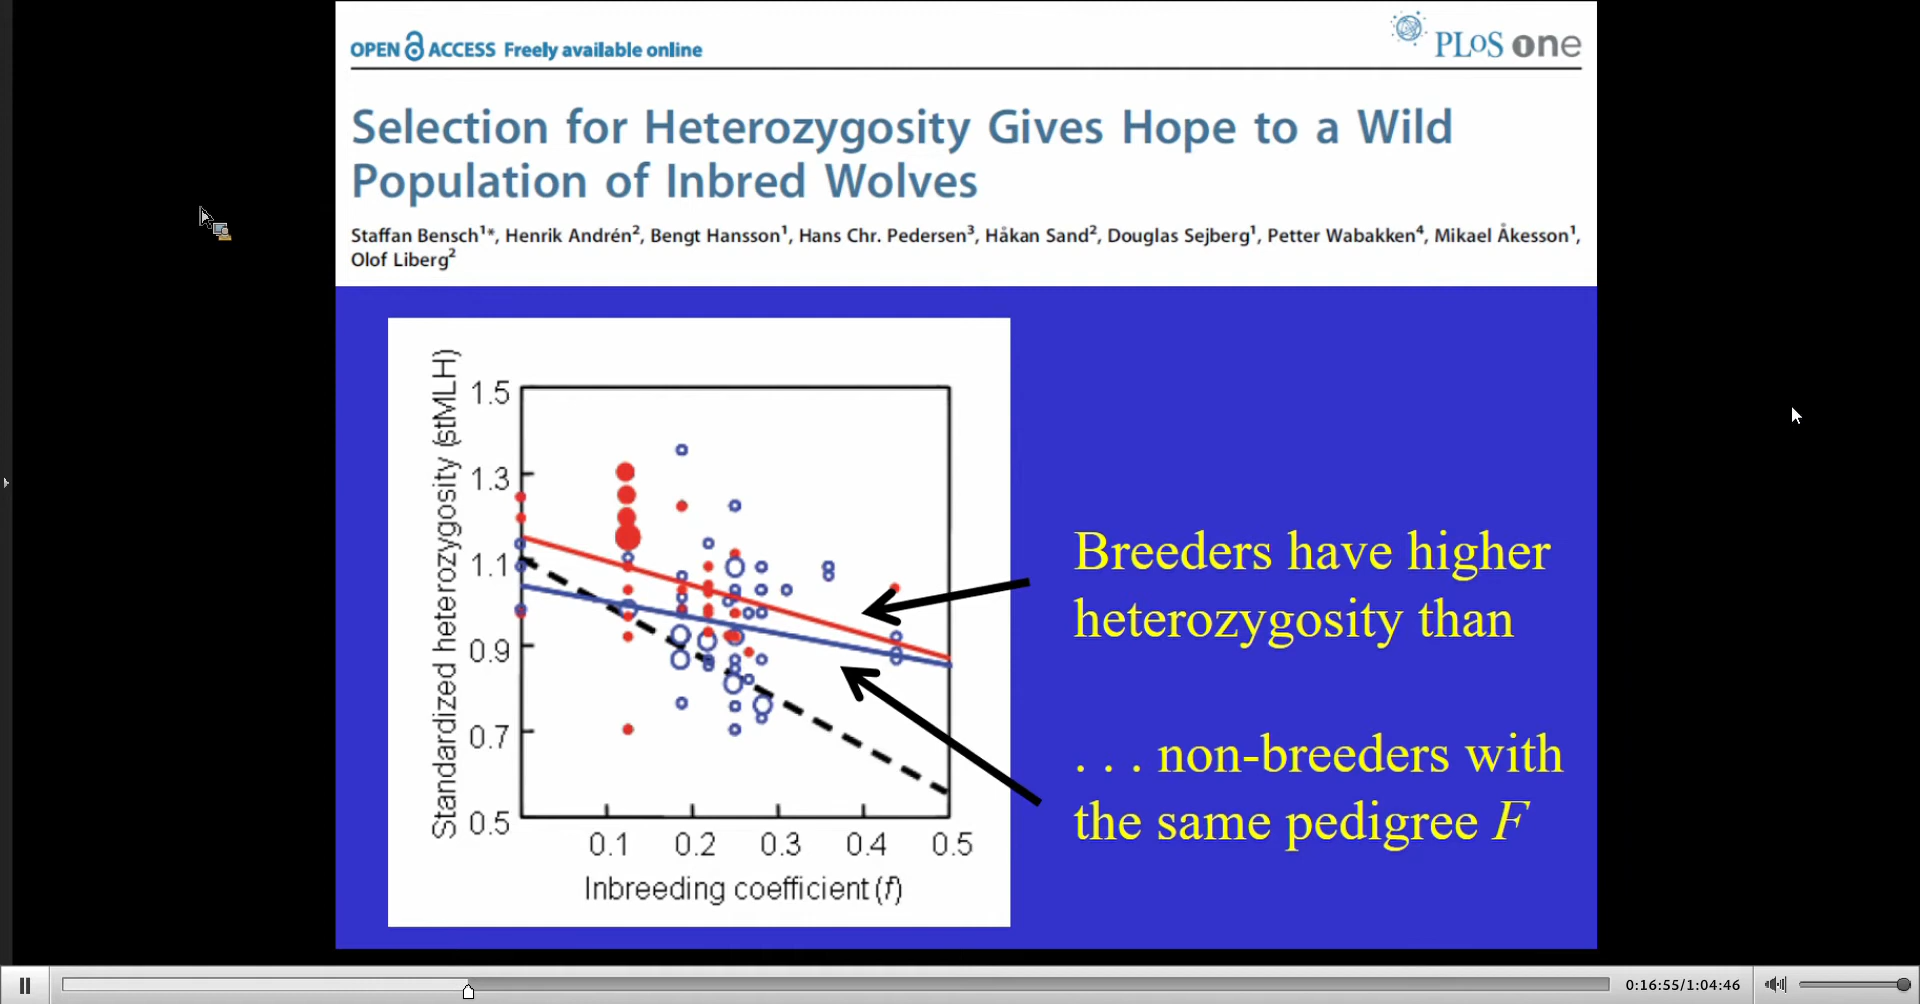 OPEN ACCESS Freely available online
PLoS one
Selection for Heterozygosity Gives Hope to a Wild
Population of Inbred Wolves
Staffan Bensch1*, Henrik Andrén2, Bengt Hansson1, Hans Chr. Pedersen3, Håkan Sand2, Douglas Sejberg1, Petter Wabakken4, Mikael Åkesson1,
Olof Liberg2
Standardized heterozygosity (stMLH)
1.5
1.3
1.1
0.9
0.7
0.5
0.1 0.2 0.3 0.4 0.5
Inbreeding coefficient (f)
Breeders have higher
heterozygosity than
. . . non-breeders with
the same pedigree F
0:16:55/1:04:46